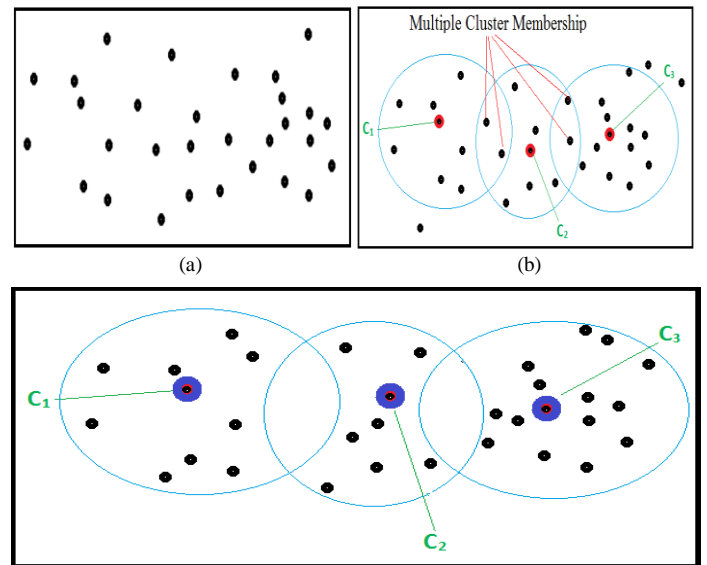 Multiple Cluster Membership
C₁
C₃
C₂
(a)
(b)
C₁
C₃
C₂